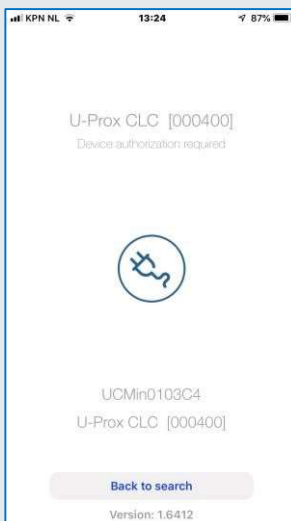 KPN NL 13:24 87%
U-Prox CLC [000400]
Device authorization required
UCMin0103C4
U-Prox CLC [000400]
Back to search
Version: 1.6412